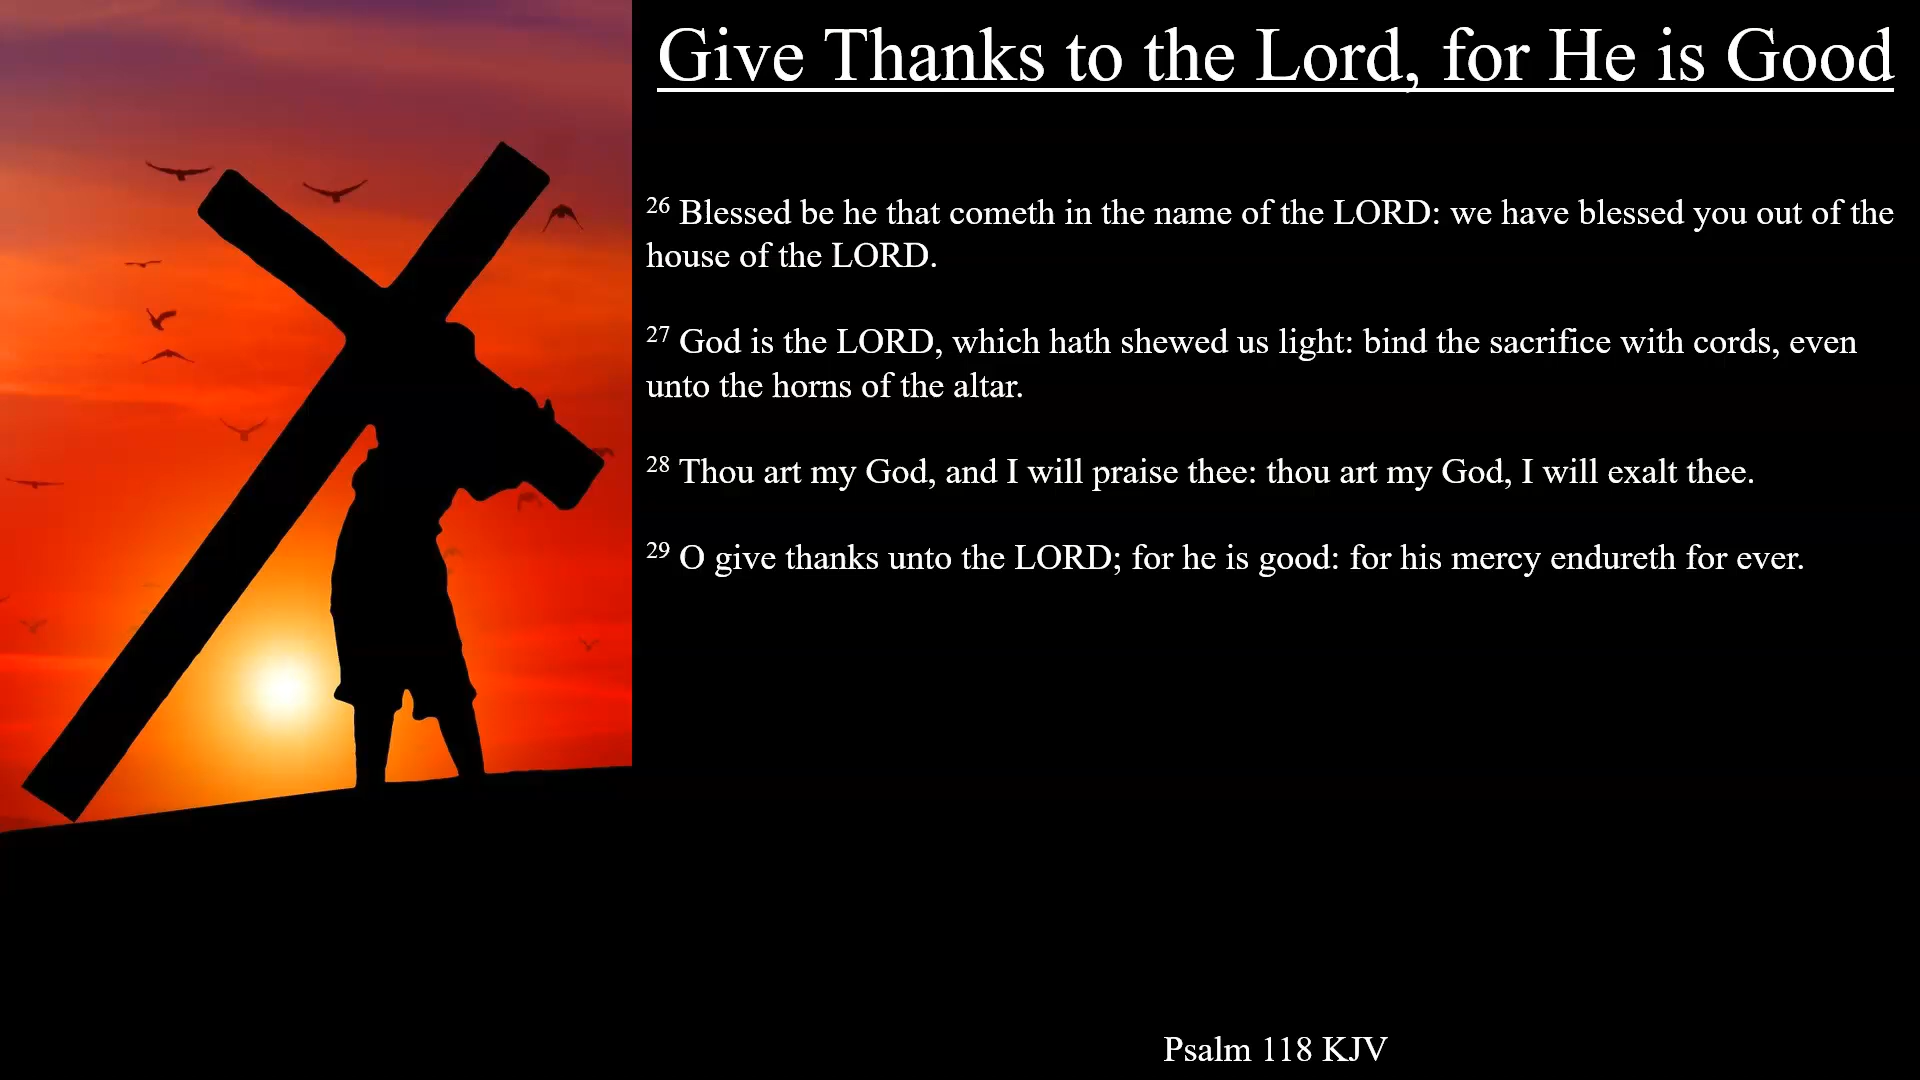 Give Thanks to the Lord, for He is Good
26 Blessed be he that cometh in the name of the LORD: we have blessed you out of the
house of the LORD.
27 God is the LORD, which hath shewed us light: bind the sacrifice with cords, even
unto the horns of the altar.
28 Thou art my God, and I will praise thee: thou art my God, I will exalt thee.
29 O give thanks unto the LORD; for he is good: for his mercy endureth for ever.
Psalm 118 KJV